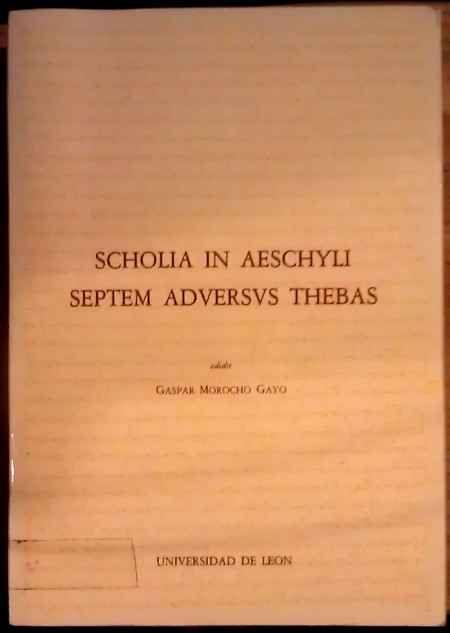 SCHOLIA IN AESCHYLI
SEPTEM ADVERSVS THEBAS
edidit
GASPAR MOROCHO GAYO
UNIVERSIDAD DE LEON